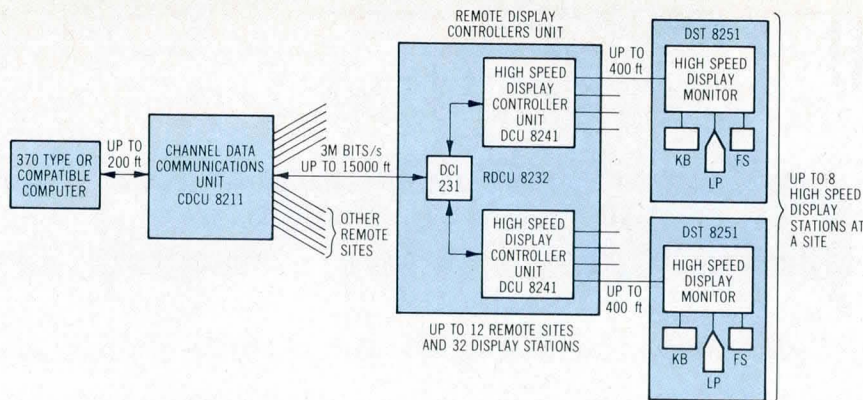 370 TYPE OR
COMPATIBLE
COMPUTER
UP TO
200 ft
CHANNEL DATA
COMMUNICATIONS
UNIT
CDCU 8211
3M BITS/s
UP TO 15000 ft
OTHER
REMOTE
SITES
REMOTE DISPLAY
CONTROLLERS UNIT
HIGH SPEED
DISPLAY
CONTROLLER
UNIT
DCU 8241
DCI
231
RDCU 8232
HIGH SPEED
DISPLAY
CONTROLLER
UNIT
DCU 8241
UP TO 12 REMOTE SITES
AND 32 DISPLAY STATIONS
UP TO
400 ft
UP TO
400 ft
DST 8251
HIGH SPEED
DISPLAY
MONITOR
KB
LP
FS
DST 8251
HIGH SPEED
DISPLAY
MONITOR
KB
LP
FS
UP TO 8
HIGH SPEED
DISPLAY
STATIONS AT
A SITE